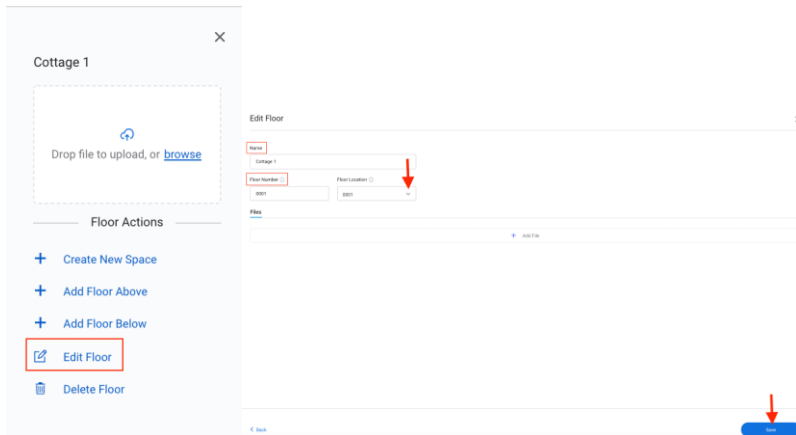 Cottage 1
Drop file to upload, or browse
Floor Actions
Create New Space
Add Floor Above
Add Floor Below
Edit Floor
Delete Floor
Edit Floor
Name
Cottage 1
Floor Number
Floor Location
0001
0001
Files
Add File
Back
Save